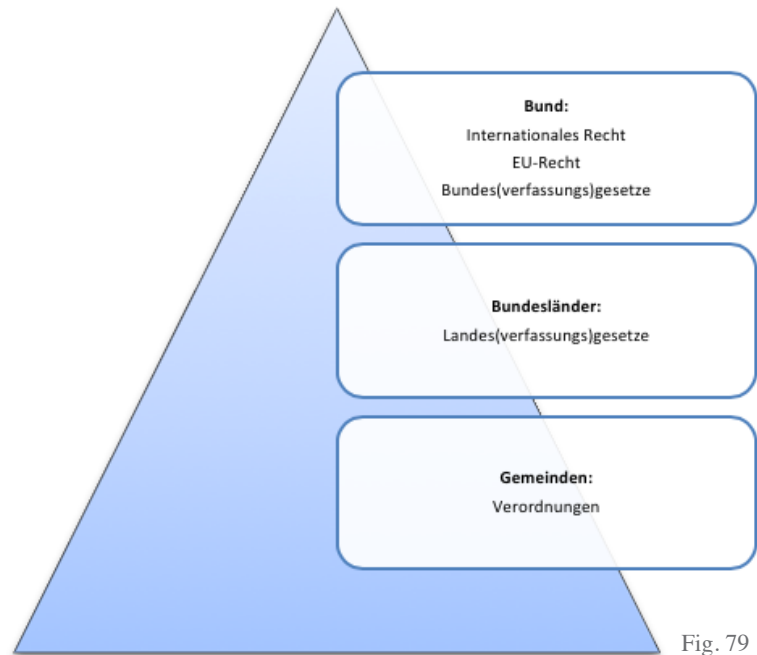 Bund:
Internationales Recht
EU-Recht
Bundes(verfassungs)gesetze
Bundesländer:
Landes(verfassungs)gesetze
Gemeinden:
Verordnungen
Fig. 79